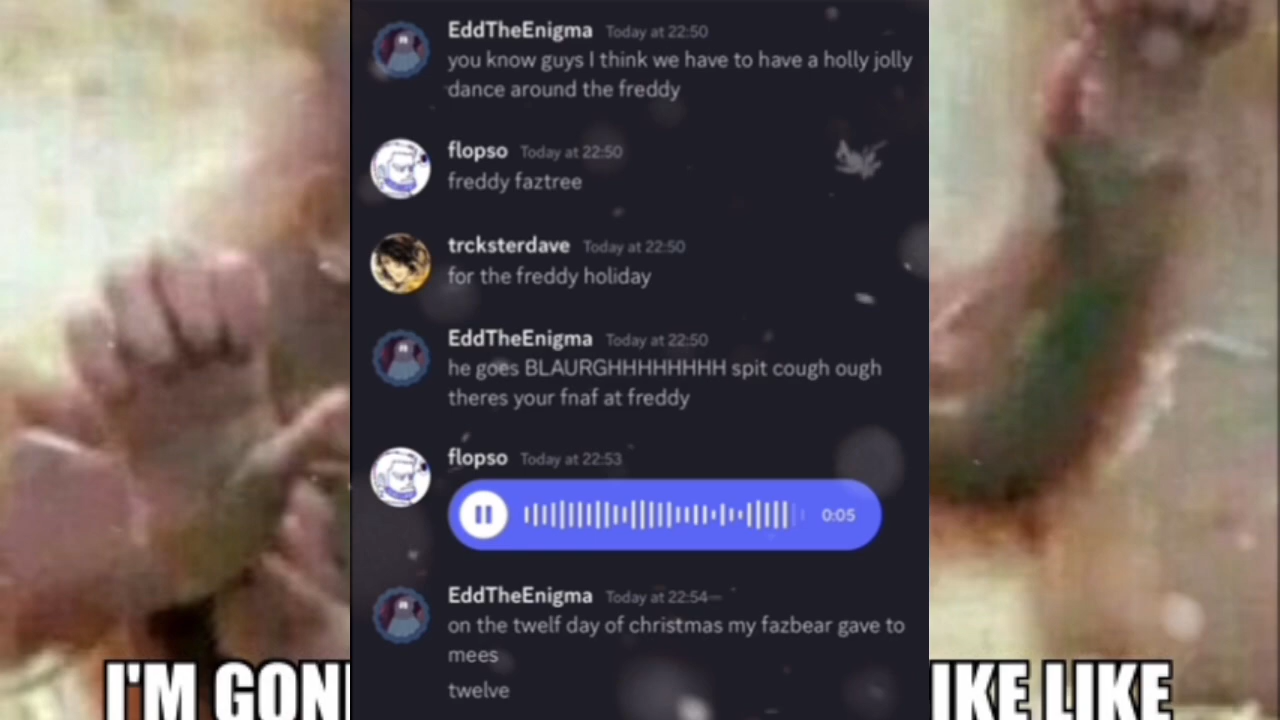 EddTheEnigma Today at 22:50
you know guys I think we have to have a holly jolly
dance around the freddy
flopso Today at 22:50
freddy faztree
trcksterdave Today at 22:50
for the freddy holiday
EddTheEnigma Today at 22:50
he goes BLAURGHHHHHHHHH spit cough ough
theres your fnaf at freddy
flopso Today at 22:53
0:05
EddTheEnigma Today at 22:54
on the twelf day of christmas my fazbear gave to
mees
twelve
I'M GON IKE LIKE